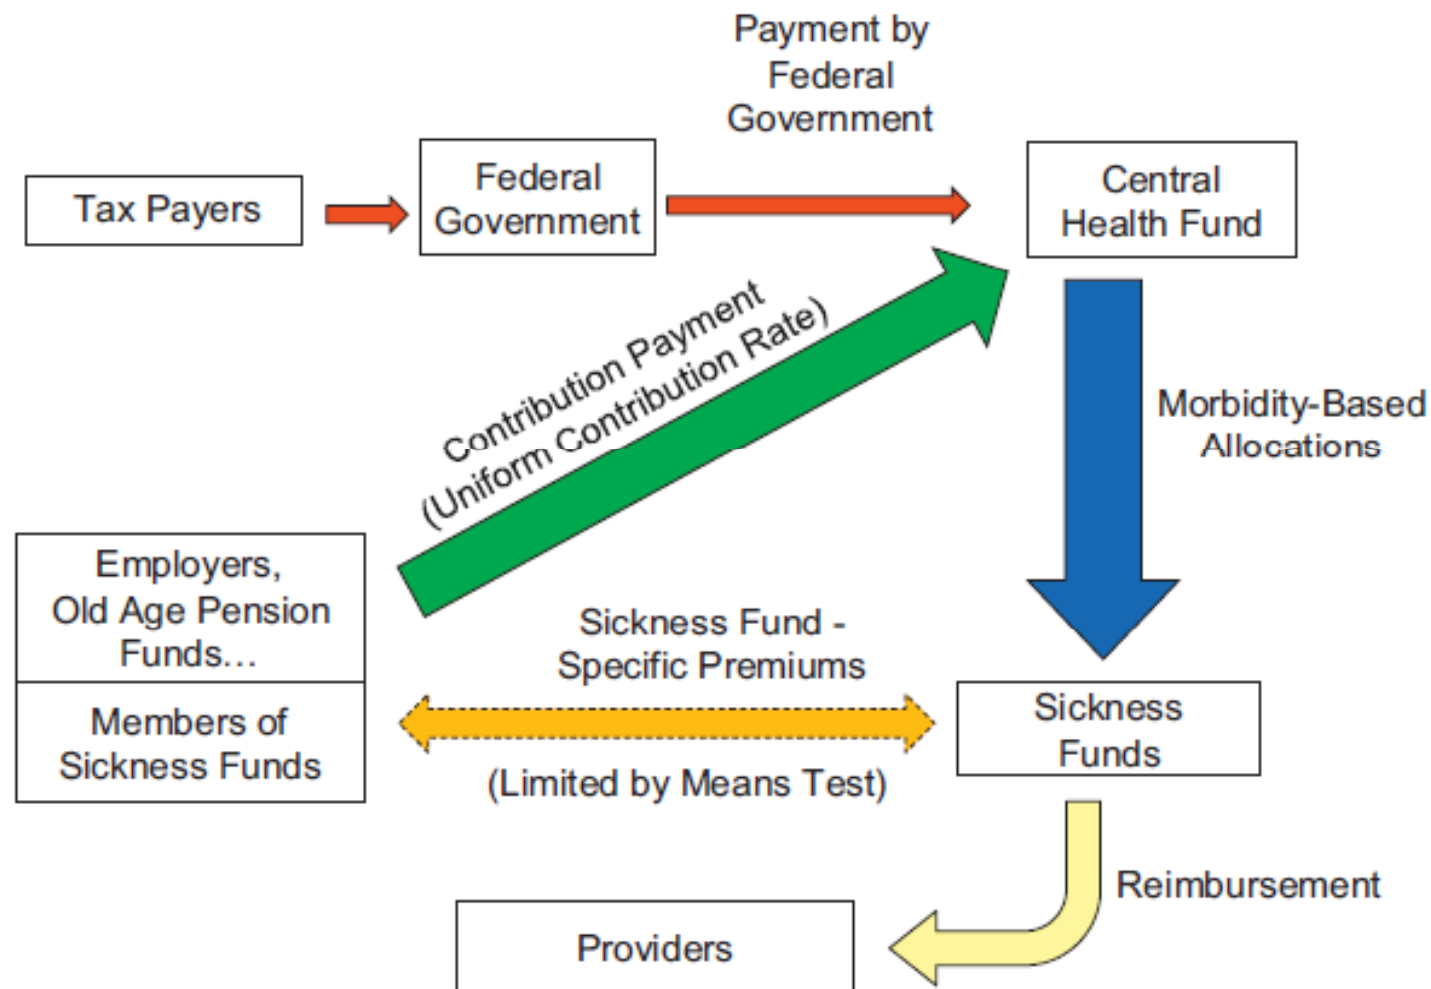 Payment by
Federal
Government
Tax Payers
Federal
Government
Central
Health Fund
Contribution Payment
(Uniform Contribution Rate)
Morbidity-Based
Allocations
Employers,
Old Age Pension
Funds...
Members of
Sickness Funds
Sickness Fund -
Specific Premiums
(Limited by Means Test)
Sickness
Funds
Reimbursement
Providers